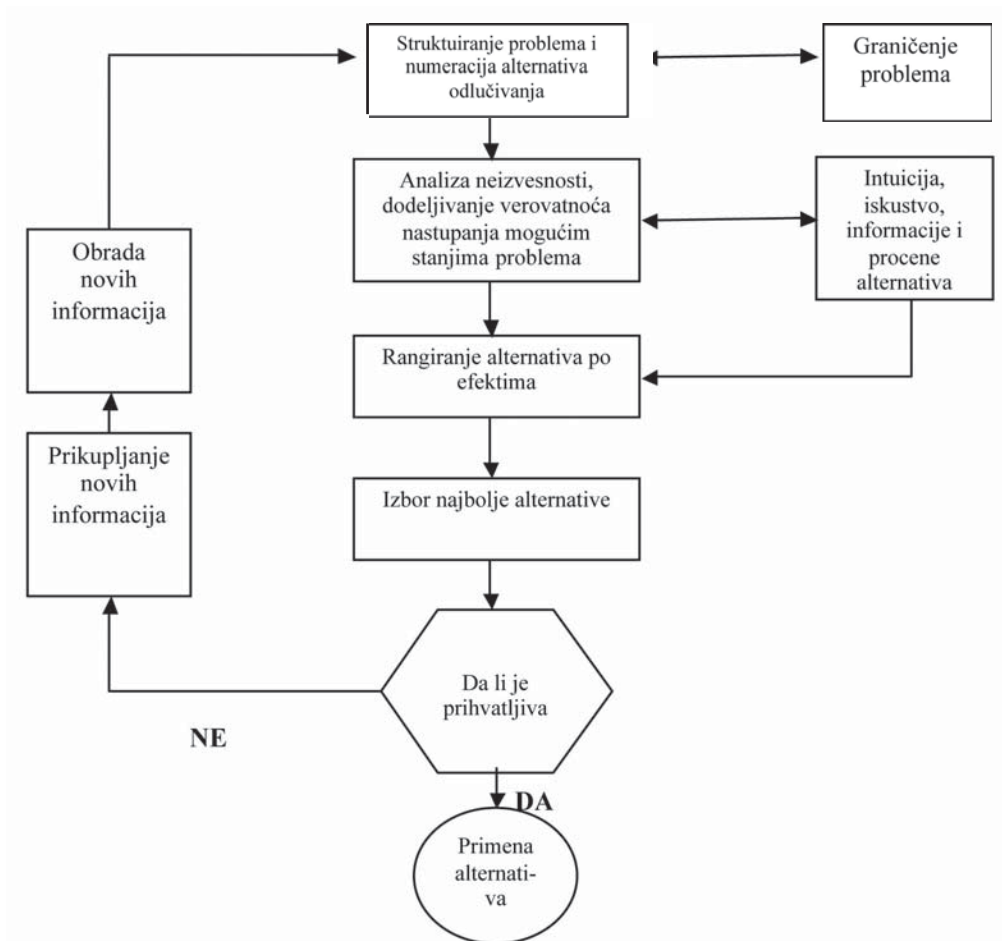 Struktuiranje problema i
numeracija alternativa
odlučivanja
Graničenje
problema
Analiza neizvesnosti,
dodeljivanje verovatnoća
nastupanja mogućim
stanjima problema
Intuicija,
iskustvo,
informacije i
procene
alternativa
Obrada
novih
informacija
Rangiranje alternativa po
efektima
Prikupljanje
novih
informacija
Izbor najbolje alternative
Da li je
prihvatljiva
NE
DA
Primena
alternati-
va